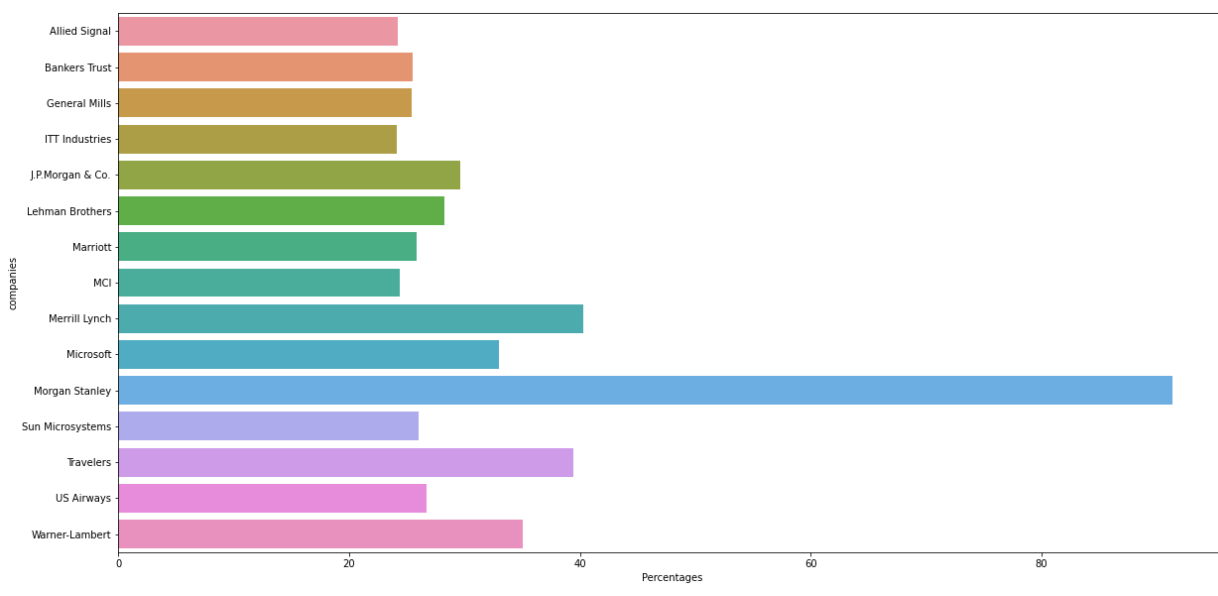 Allied Signal
Bankers Trust
General Mills
ITT Industries
J.P.Morgan & Co.
Lehman Brothers
Marriott
MCI
Merrill Lynch
Microsoft
Morgan Stanley
Sun Microsystems
Travelers
US Airways
Warner-Lambert
companies
0 20 40 60 80
Percentages